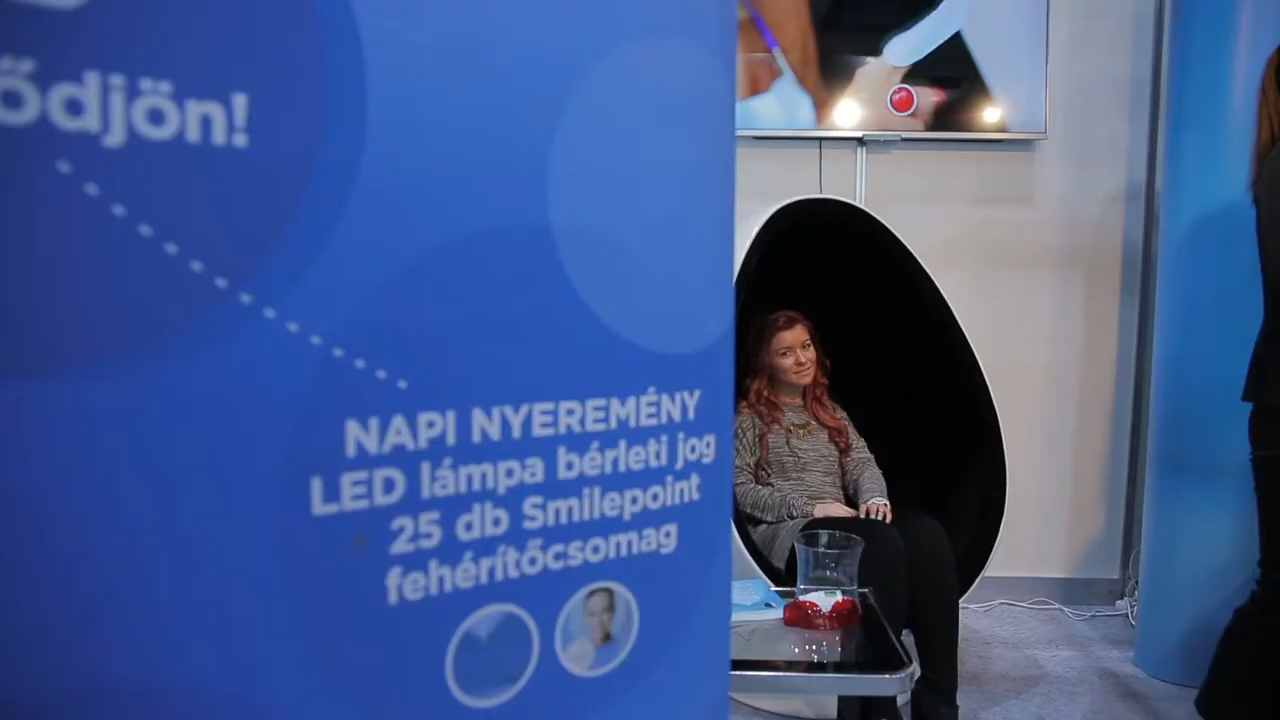 ődjön!
NAPI NYEREMÉNY
LED lámpa bérleti jog
25 db Smilepoint
fehérítőcsomag